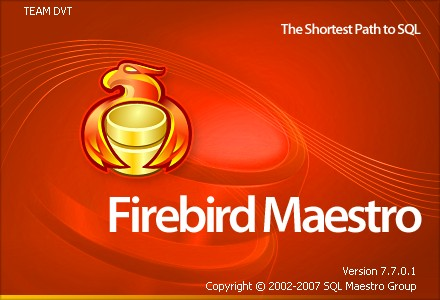 TEAM DVT
The Shortest Path to SQL
Firebird Maestro
Version 7.7.0.1
Copyright © 2002-2007 SQL Maestro Group